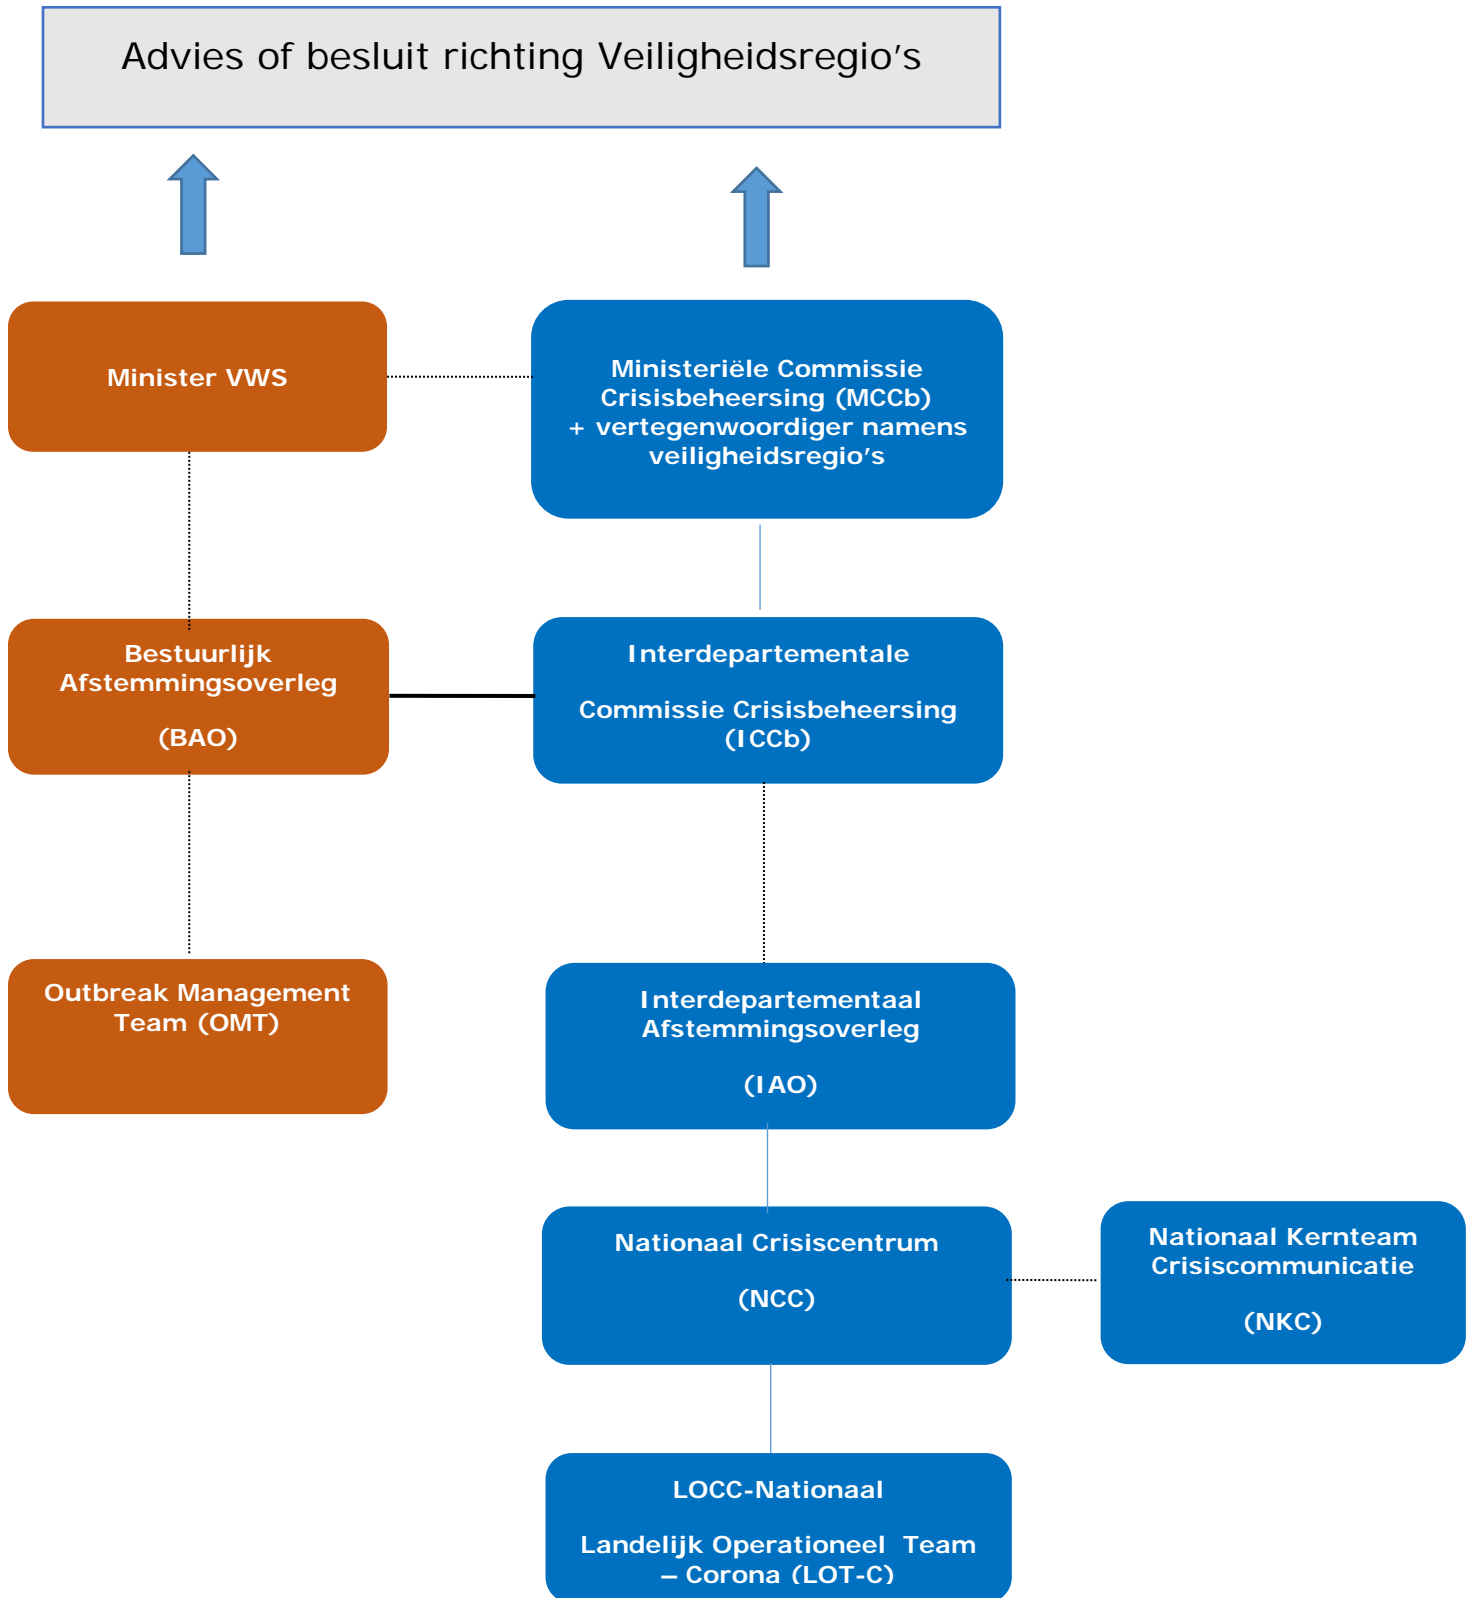 Advies of besluit richting Veiligheidsregio's
Minister VWS
Ministeriële Commissie
Crisisbeheersing (MCCb)
+ vertegenwoordiger namens
veiligheidsregio's
Bestuurlijk
Afstemmingsoverleg
(BAO)
Interdepartementale
Commissie Crisisbeheersing
(ICCb)
Outbreak Management
Team (OMT)
Interdepartementaal
Afstemmingsoverleg
(IAO)
Nationaal Crisiscentrum
(NCC)
Nationaal Kernteam
Crisiscommunicatie
(NKC)
LOCC-Nationaal
Landelijk Operationeel Team
– Corona (LOT-C)